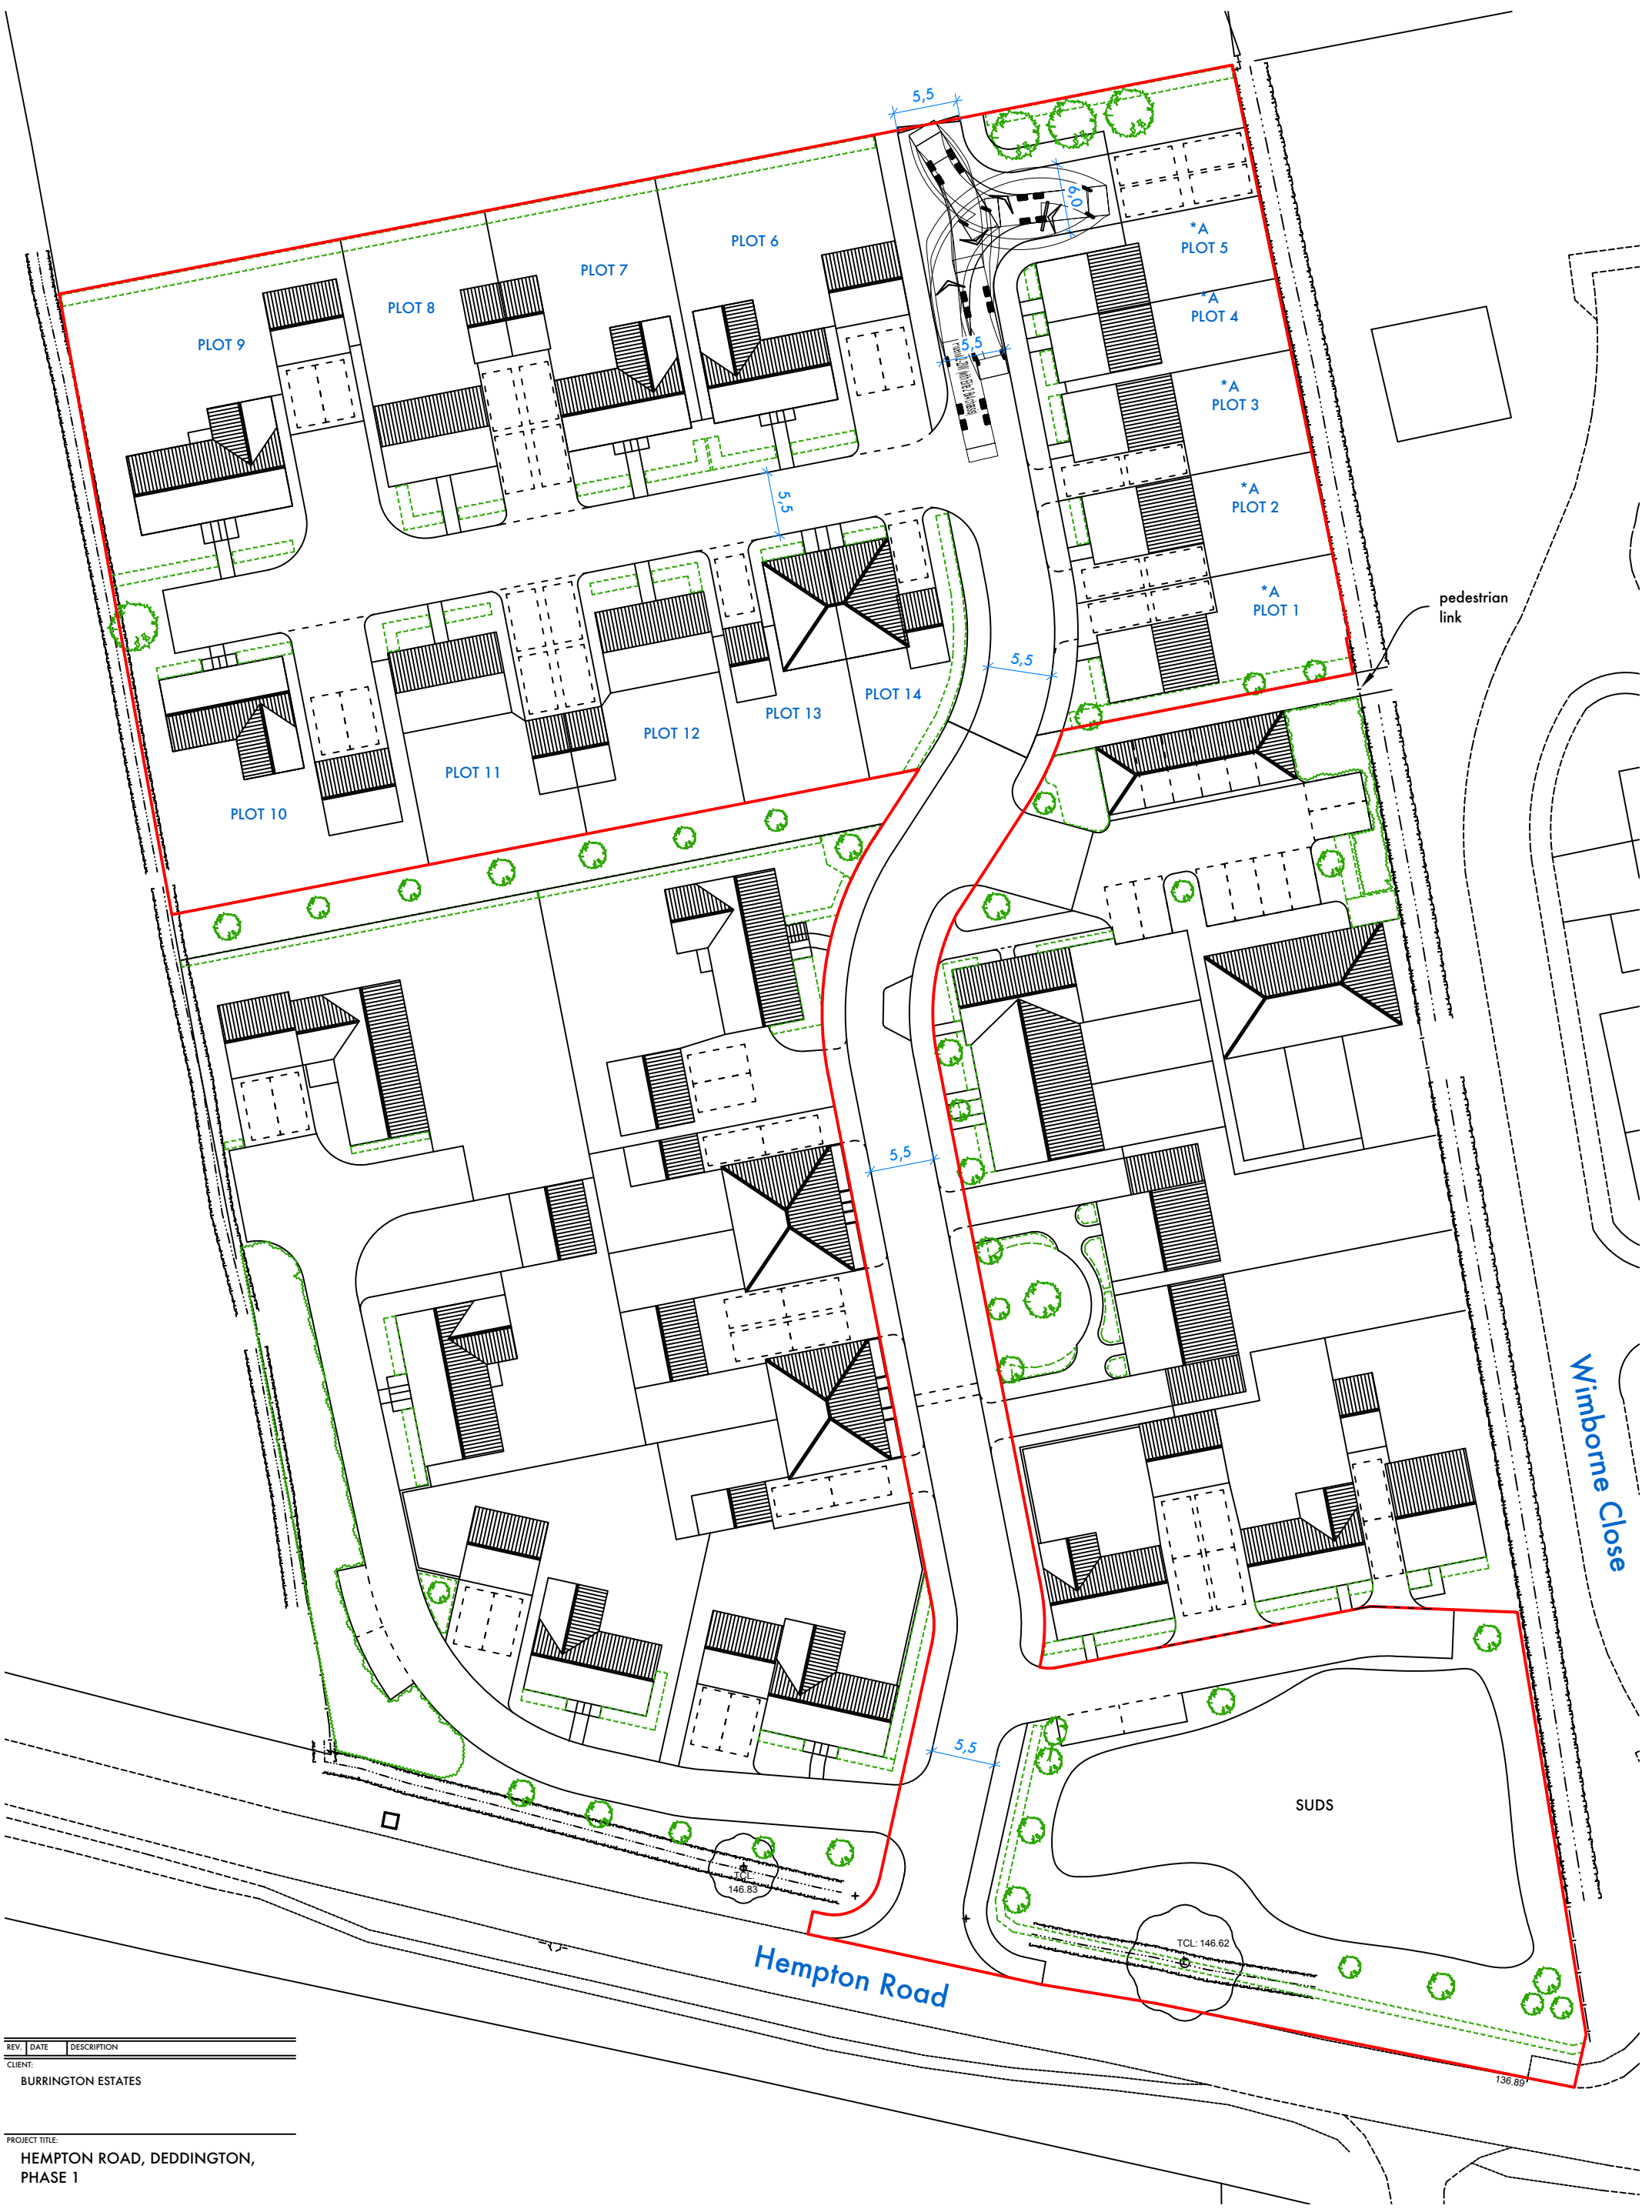 5,5
6,0
*A
PLOT 5
PLOT 6
PLOT 7
PLOT 8
PLOT 9
*A
PLOT 4
5,5
*A
PLOT 3
*A
PLOT 2
5,5
*A
PLOT 1
pedestrian
link
5,5
PLOT 14
PLOT 13
PLOT 12
PLOT 11
PLOT 10
5,5
Wimborne Close
5,5
SUDS
TCL:
146.83
TCL: 146.62
Hempton Road
136.89
REV. DATE DESCRIPTION
CLIENT:
BURRINGTON ESTATES
PROJECT TITLE:
HEMPTON ROAD, DEDDINGTON,
PHASE 1